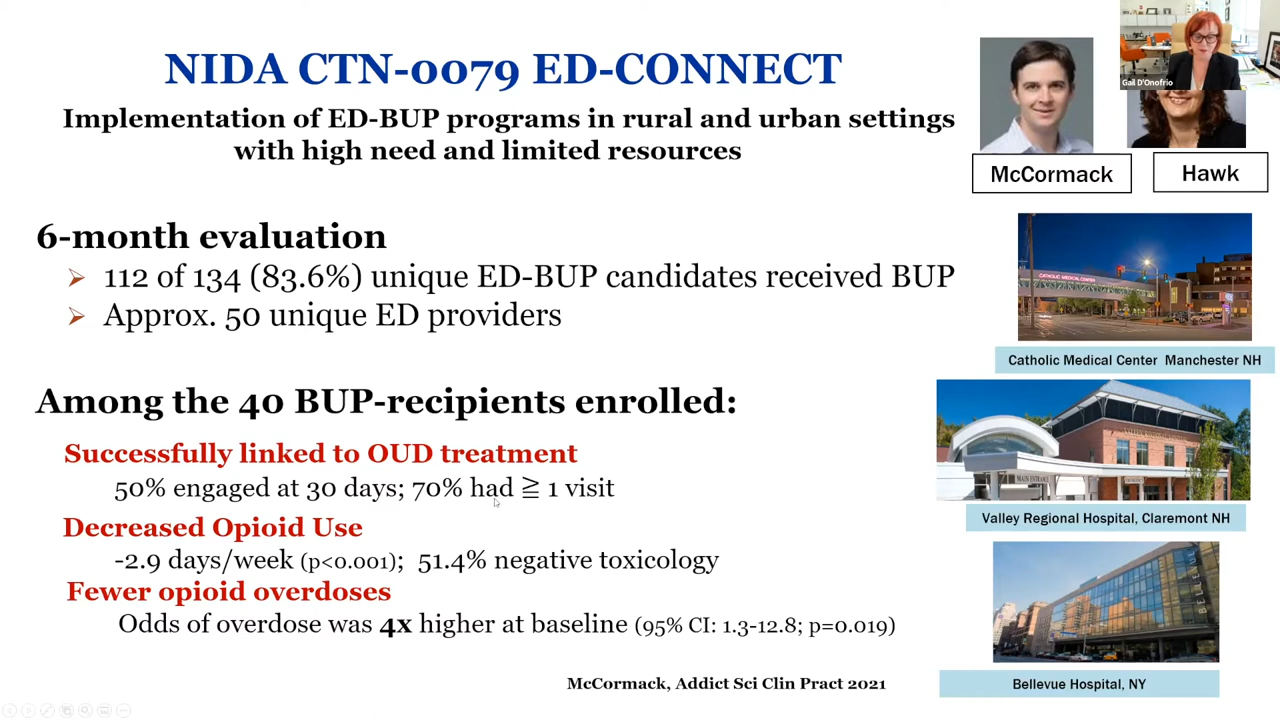 NIDA CTN-0079 ED-CONNECT
Implementation of ED-BUP programs in rural and urban settings
with high need and limited resources
Gail D'Onofrio
McCormack
Hawk
6-month evaluation
112 of 134 (83.6%) unique ED-BUP candidates received BUP
Approx. 50 unique ED providers
Among the 40 BUP-recipients enrolled:
Successfully linked to OUD treatment
50% engaged at 30 days; 70% had ≧ 1 visit
Decreased Opioid Use
-2.9 days/week (p<0.001); 51.4% negative toxicology
Fewer opioid overdoses
Odds of overdose was 4x higher at baseline (95% CI: 1.3-12.8; p=0.019)
McCormack, Addict Sci Clin Pract 2021
CATHOLIC MEDICAL CENTER
Catholic Medical Center Manchester NH
MAIN ENTRANCE
Valley Regional Hospital, Claremont NH
Bellevue Hospital, NY